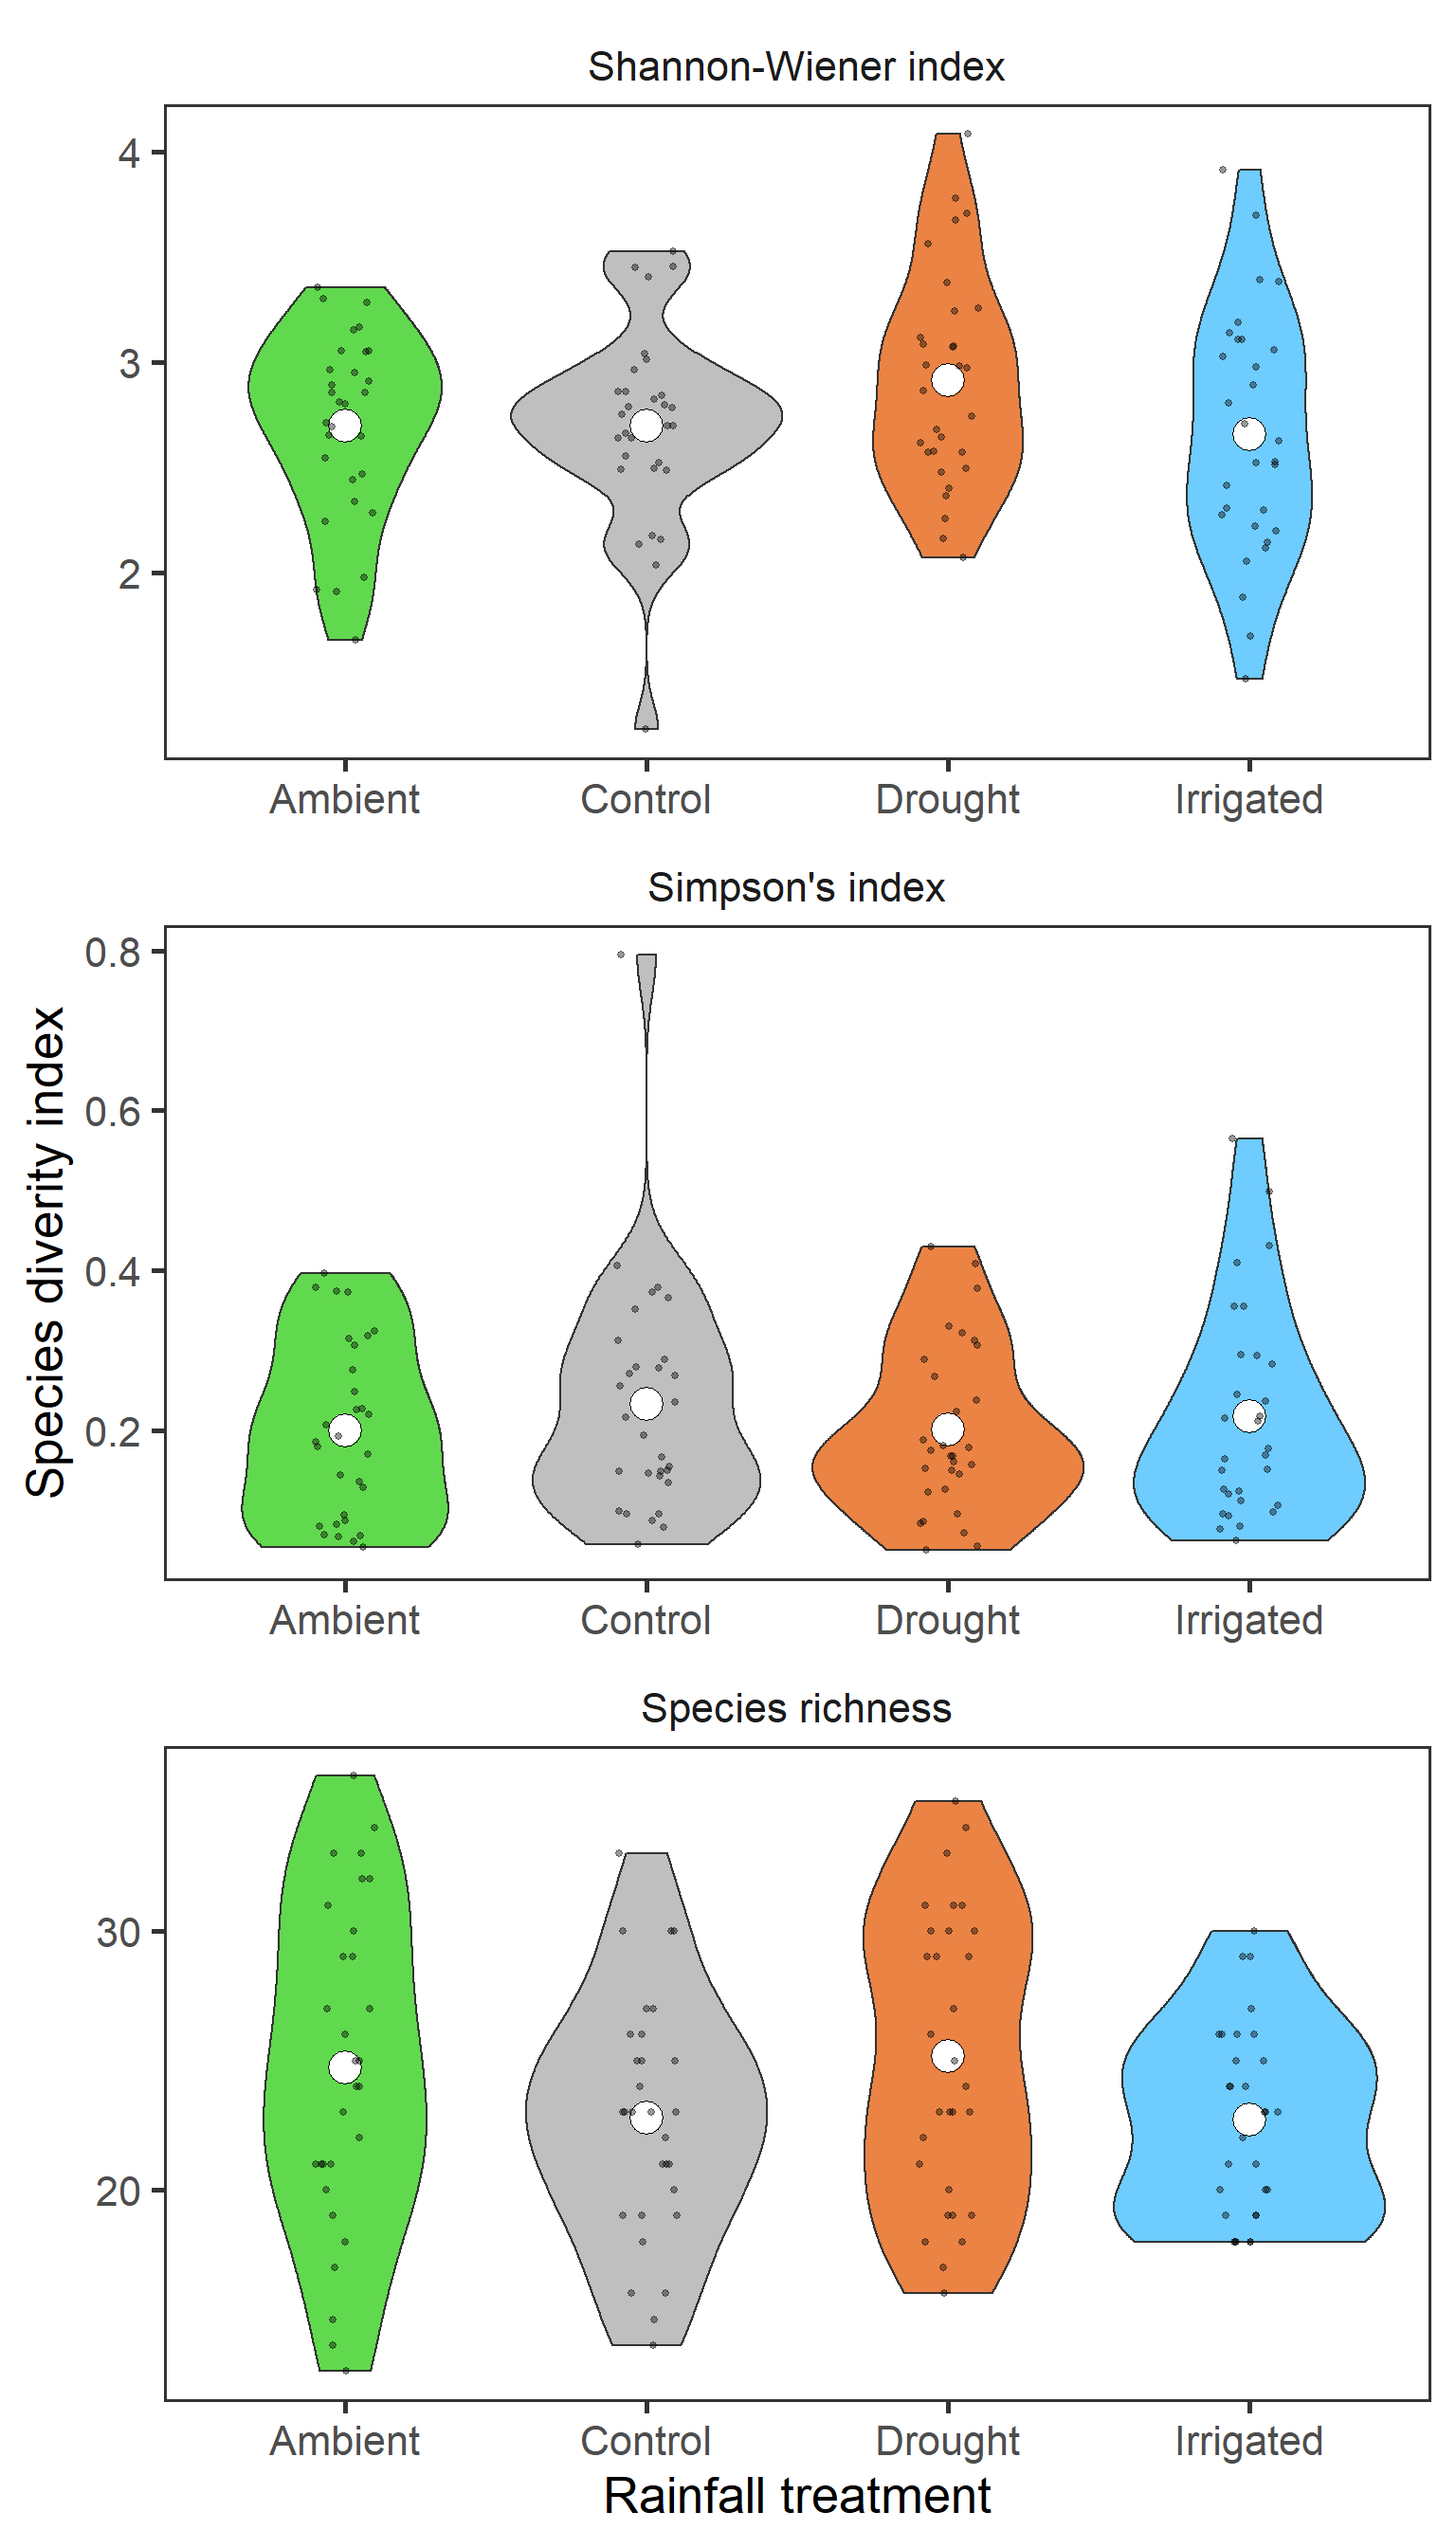 Shannon-Wiener index
4
3
2
Ambient Control Drought Irrigated
Simpson's index
Species diverity index
0.8
0.6
0.4
0.2
Ambient Control Drought Irrigated
Species richness
30
20
Ambient Control Drought Irrigated
Rainfall treatment